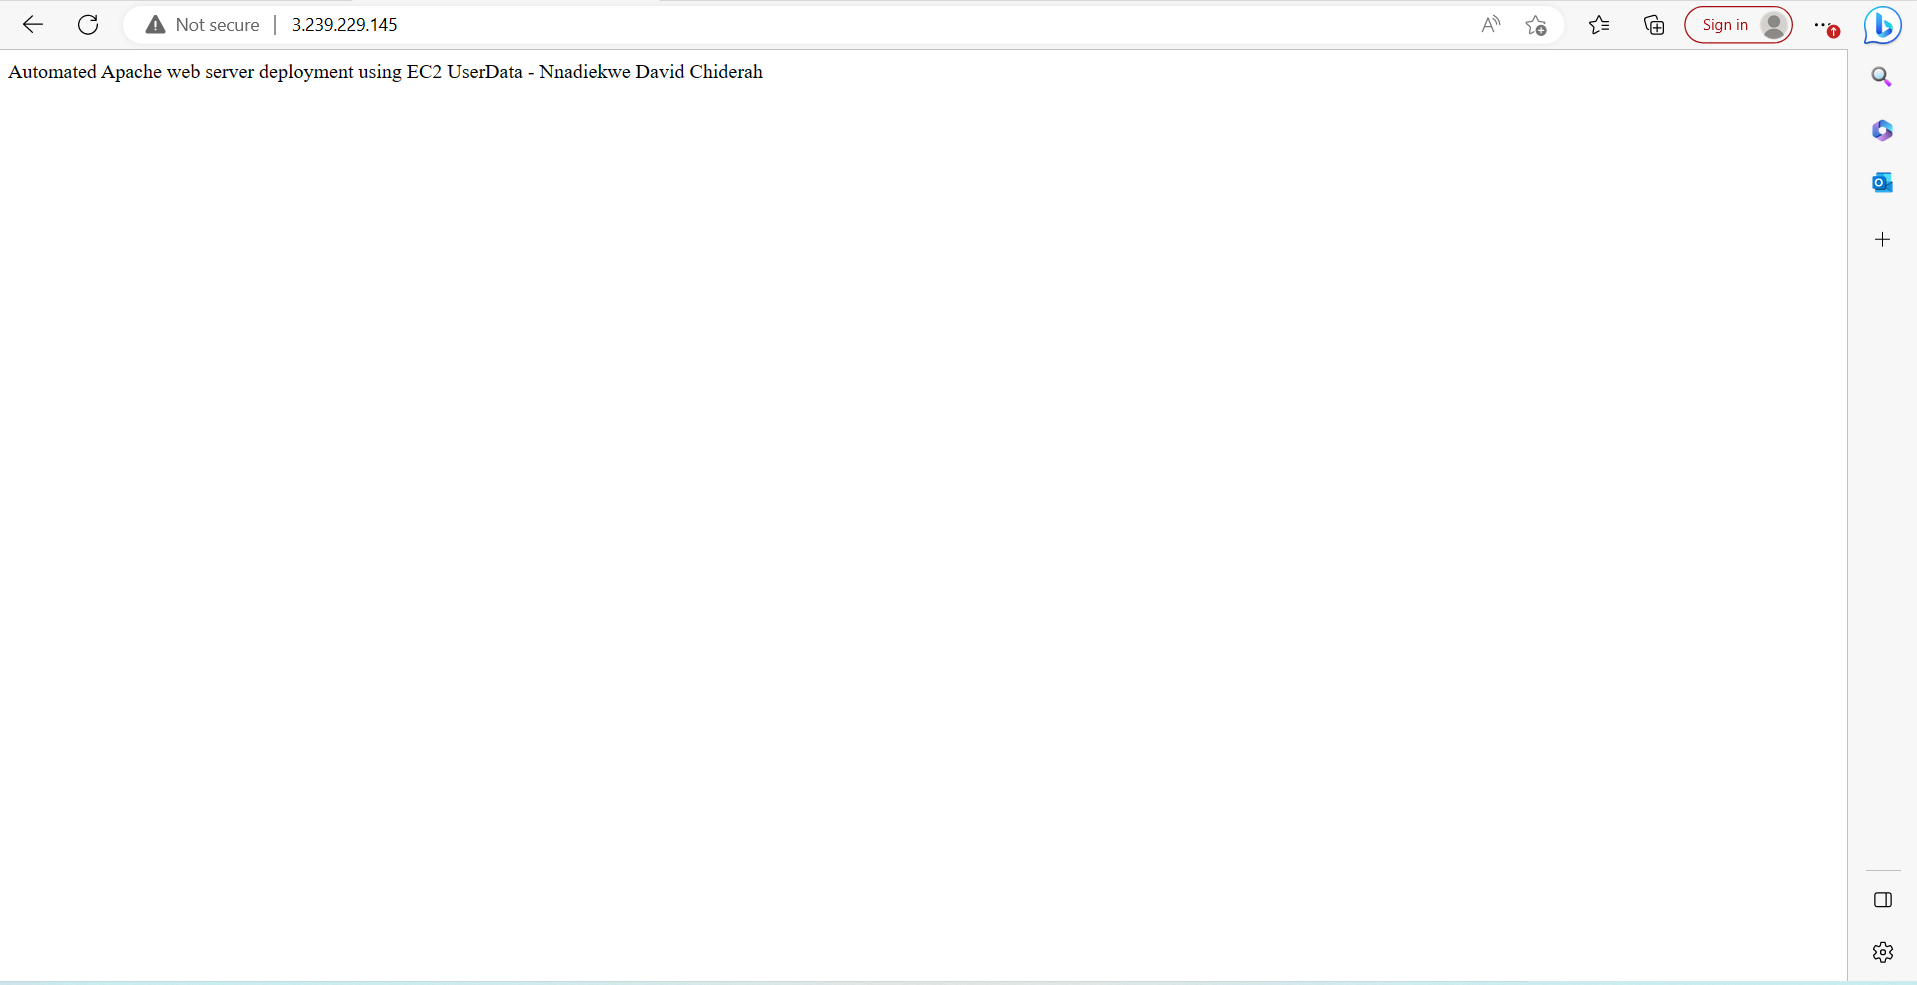 Not secure
3.239.229.145
Sign in
Automated Apache web server deployment using EC2 UserData - Nnadiekwe David Chiderah